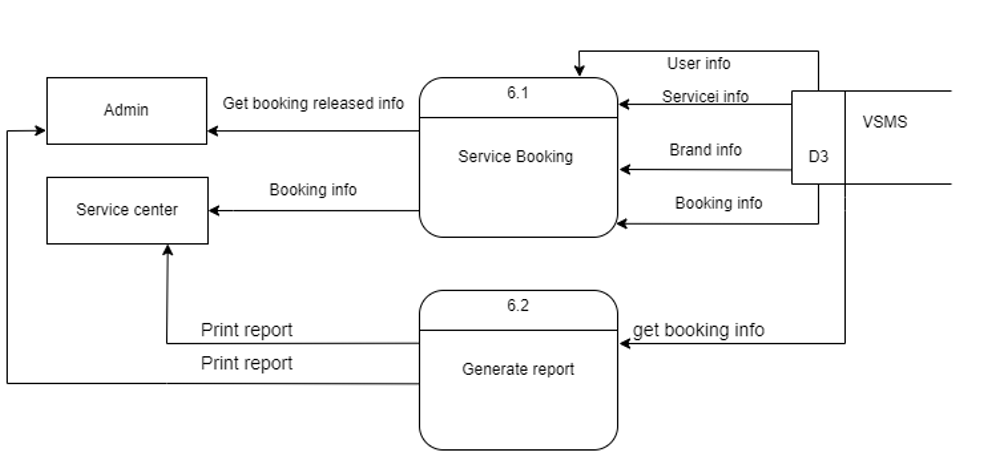 User info
6.1
Admin
Get booking released info
Servicei info
VSMS
Service Booking
Brand info
D3
Booking info
Service center
Booking info
6.2
Print report
get booking info
Print report
Generate report